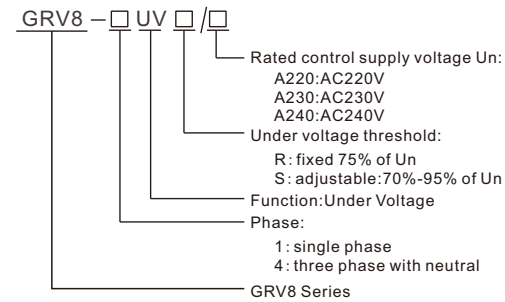 GRV8 – □ UV □ / □
Rated control supply voltage Un:
A220:AC220V
A230:AC230V
A240:AC240V
Under voltage threshold:
R: fixed 75% of Un
S: adjustable:70%-95% of Un
Function:Under Voltage
Phase:
1: single phase
4: three phase with neutral
GRV8 Series